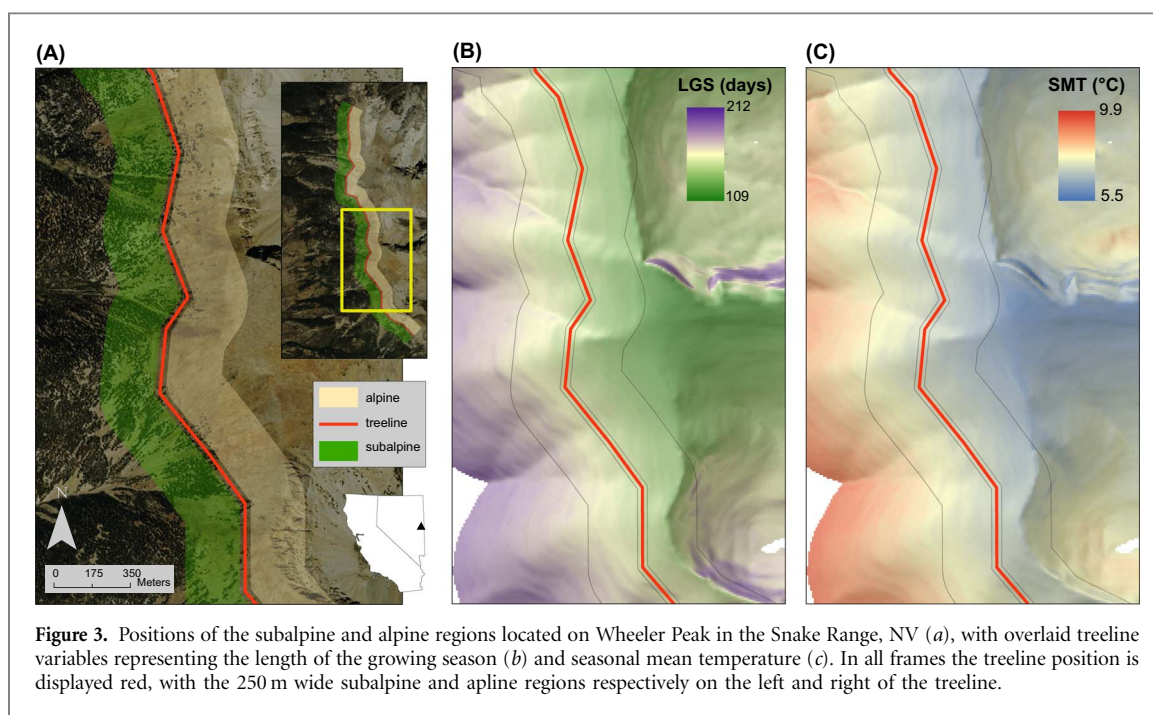 (A)
(B)
(C)
LGS (days)
212
109
SMT (°C)
9.9
5.5
alpine
treeline
subalpine
N
0 175 350
Meters
Figure 3. Positions of the subalpine and alpine regions located on Wheeler Peak in the Snake Range, NV (a), with overlaid treeline
variables representing the length of the growing season (b) and seasonal mean temperature (c). In all frames the treeline position is
displayed red, with the 250 m wide subalpine and apline regions respectively on the left and right of the treeline.